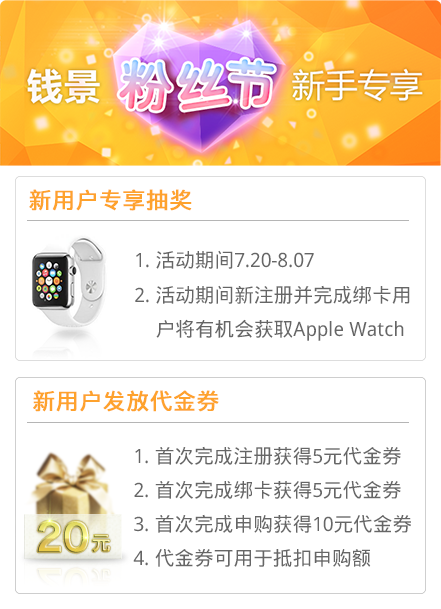 钱景 粉丝节 新手专享
新用户专享抽奖
1. 活动期间7.20-8.07
2. 活动期间新注册并完成绑卡用
户将有机会获取Apple Watch
新用户发放代金券
20元
1. 首次完成注册获得5元代金券
2. 首次完成绑卡获得5元代金券
3. 首次完成申购获得10元代金券
4. 代金券可用于抵扣申购额